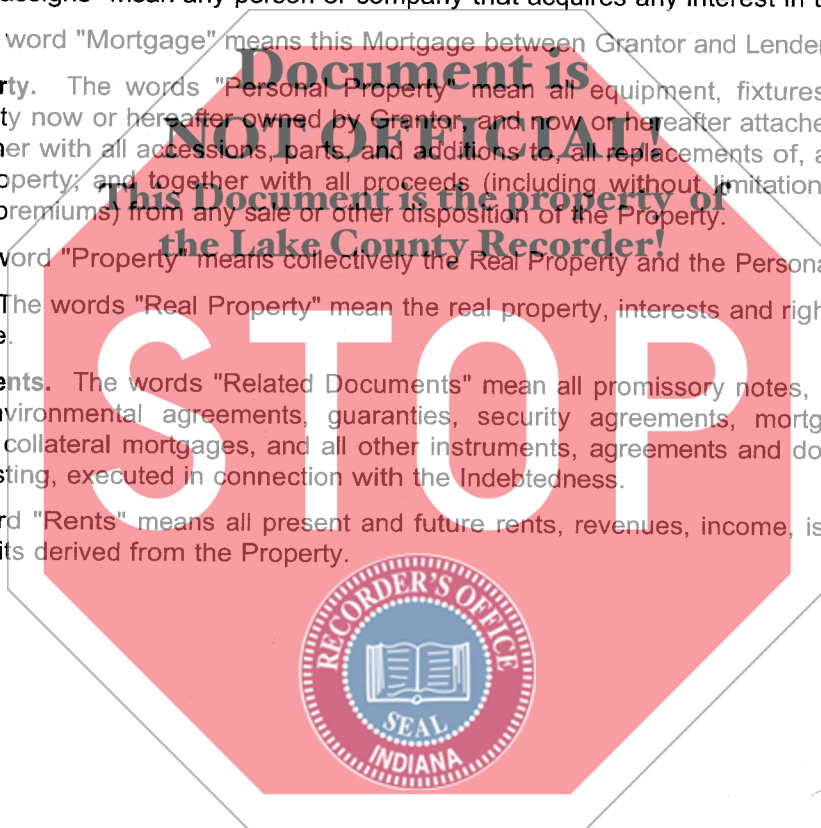 assigns" mean any person or company that acquires any interest in t
word "Mortgage" means this Mortgage between Grantor and Lender
Document is
rty. The words "Personal Property" mean all equipment, fixtures
ty now or hereafter owned by Grantor, and now or hereafter attache
NOT OFFICIAL!
er with all accessions, parts, and additions to, all replacements of, a
operty; and together with all proceeds (including without limitation
This Document is the property of
premiums) from any sale or other disposition of the Property.
the Lake County Recorder!
word "Property" means collectively the Real Property and the Persona
The words "Real Property" mean the real property, interests and righ
e.
STOP
ents. The words "Related Documents" mean all promissory notes,
nvironmental agreements, guaranties, security agreements, mortg
collateral mortgages, and all other instruments, agreements and do
sting, executed in connection with the Indebtedness.
rd "Rents" means all present and future rents, revenues, income, is
its derived from the Property.
RECORDER'S OFFICE
SEAL
INDIANA